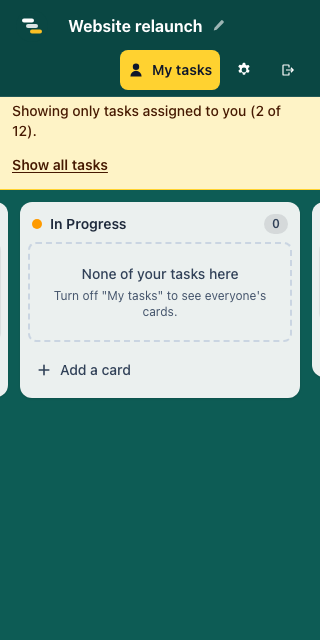 Website relaunch
My tasks
Showing only tasks assigned to you (2 of
12).
Show all tasks
In Progress
0
None of your tasks here
Turn off "My tasks" to see everyone's
cards.
Add a card